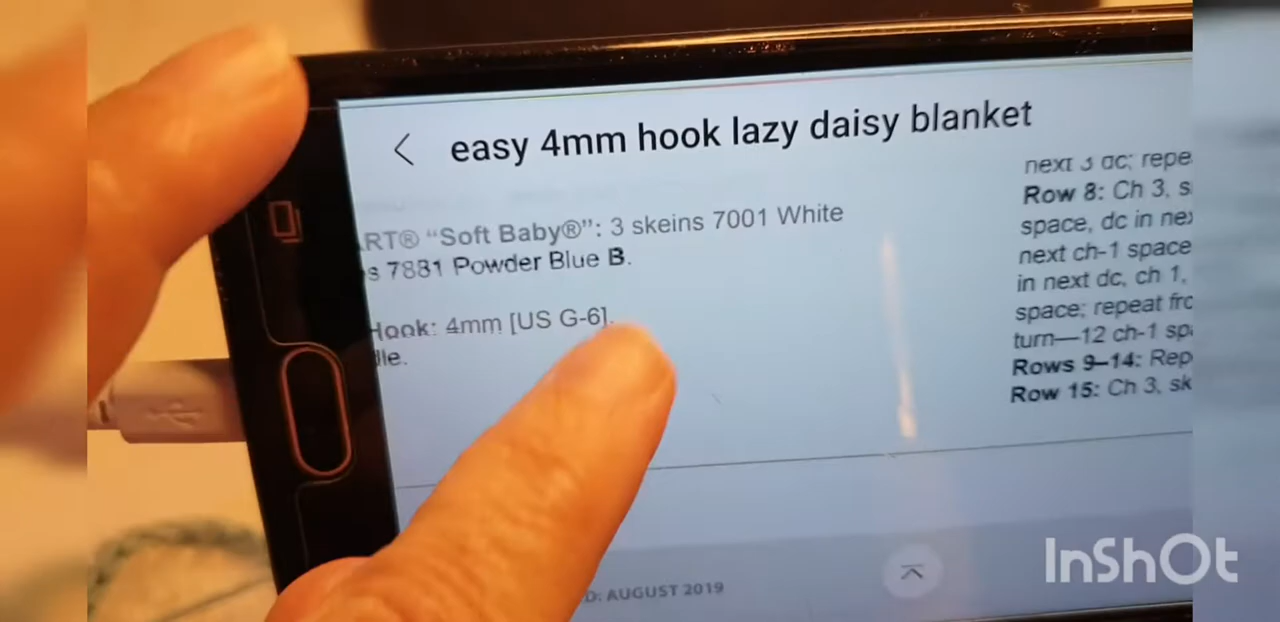 easy 4mm hook lazy daisy blanket
RT® “Soft Baby®”: 3 skeins 7001 White
s 7881 Powder Blue B.
Hook: 4mm [US G-6].
dle.
next 3 dc; repe
Row 8: Ch 3, s
space, dc in nex
next ch-1 space
in next dc, ch 1,
space; repeat fro
turn—12 ch-1 sp
Rows 9–14: Rep
Row 15: Ch 3, sk
D: AUGUST 2019
InShOt